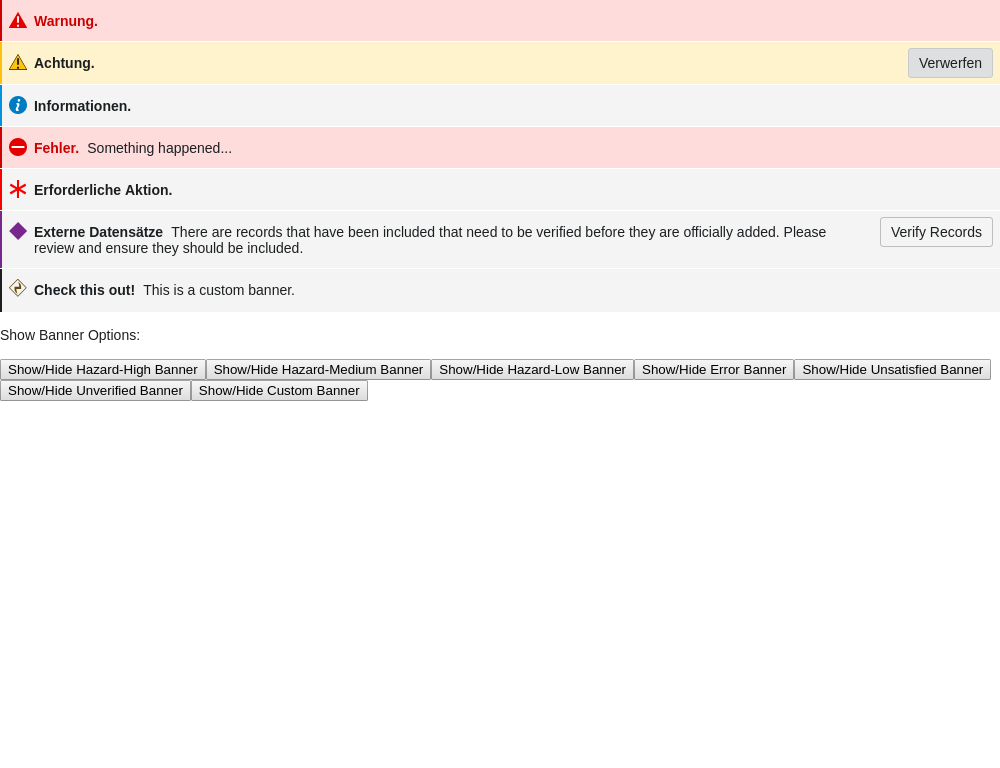 Warnung.
Achtung. Verwerfen
Informationen.
Fehler. Something happened...
Erforderliche Aktion.
Externe Datensätze There are records that have been included that need to be verified before they are officially added. Please Verify Records
review and ensure they should be included.
Check this out! This is a custom banner.
Show Banner Options:
Show/Hide Hazard-High Banner Show/Hide Hazard-Medium Banner Show/Hide Hazard-Low Banner Show/Hide Error Banner Show/Hide Unsatisfied Banner
Show/Hide Unverified Banner Show/Hide Custom Banner